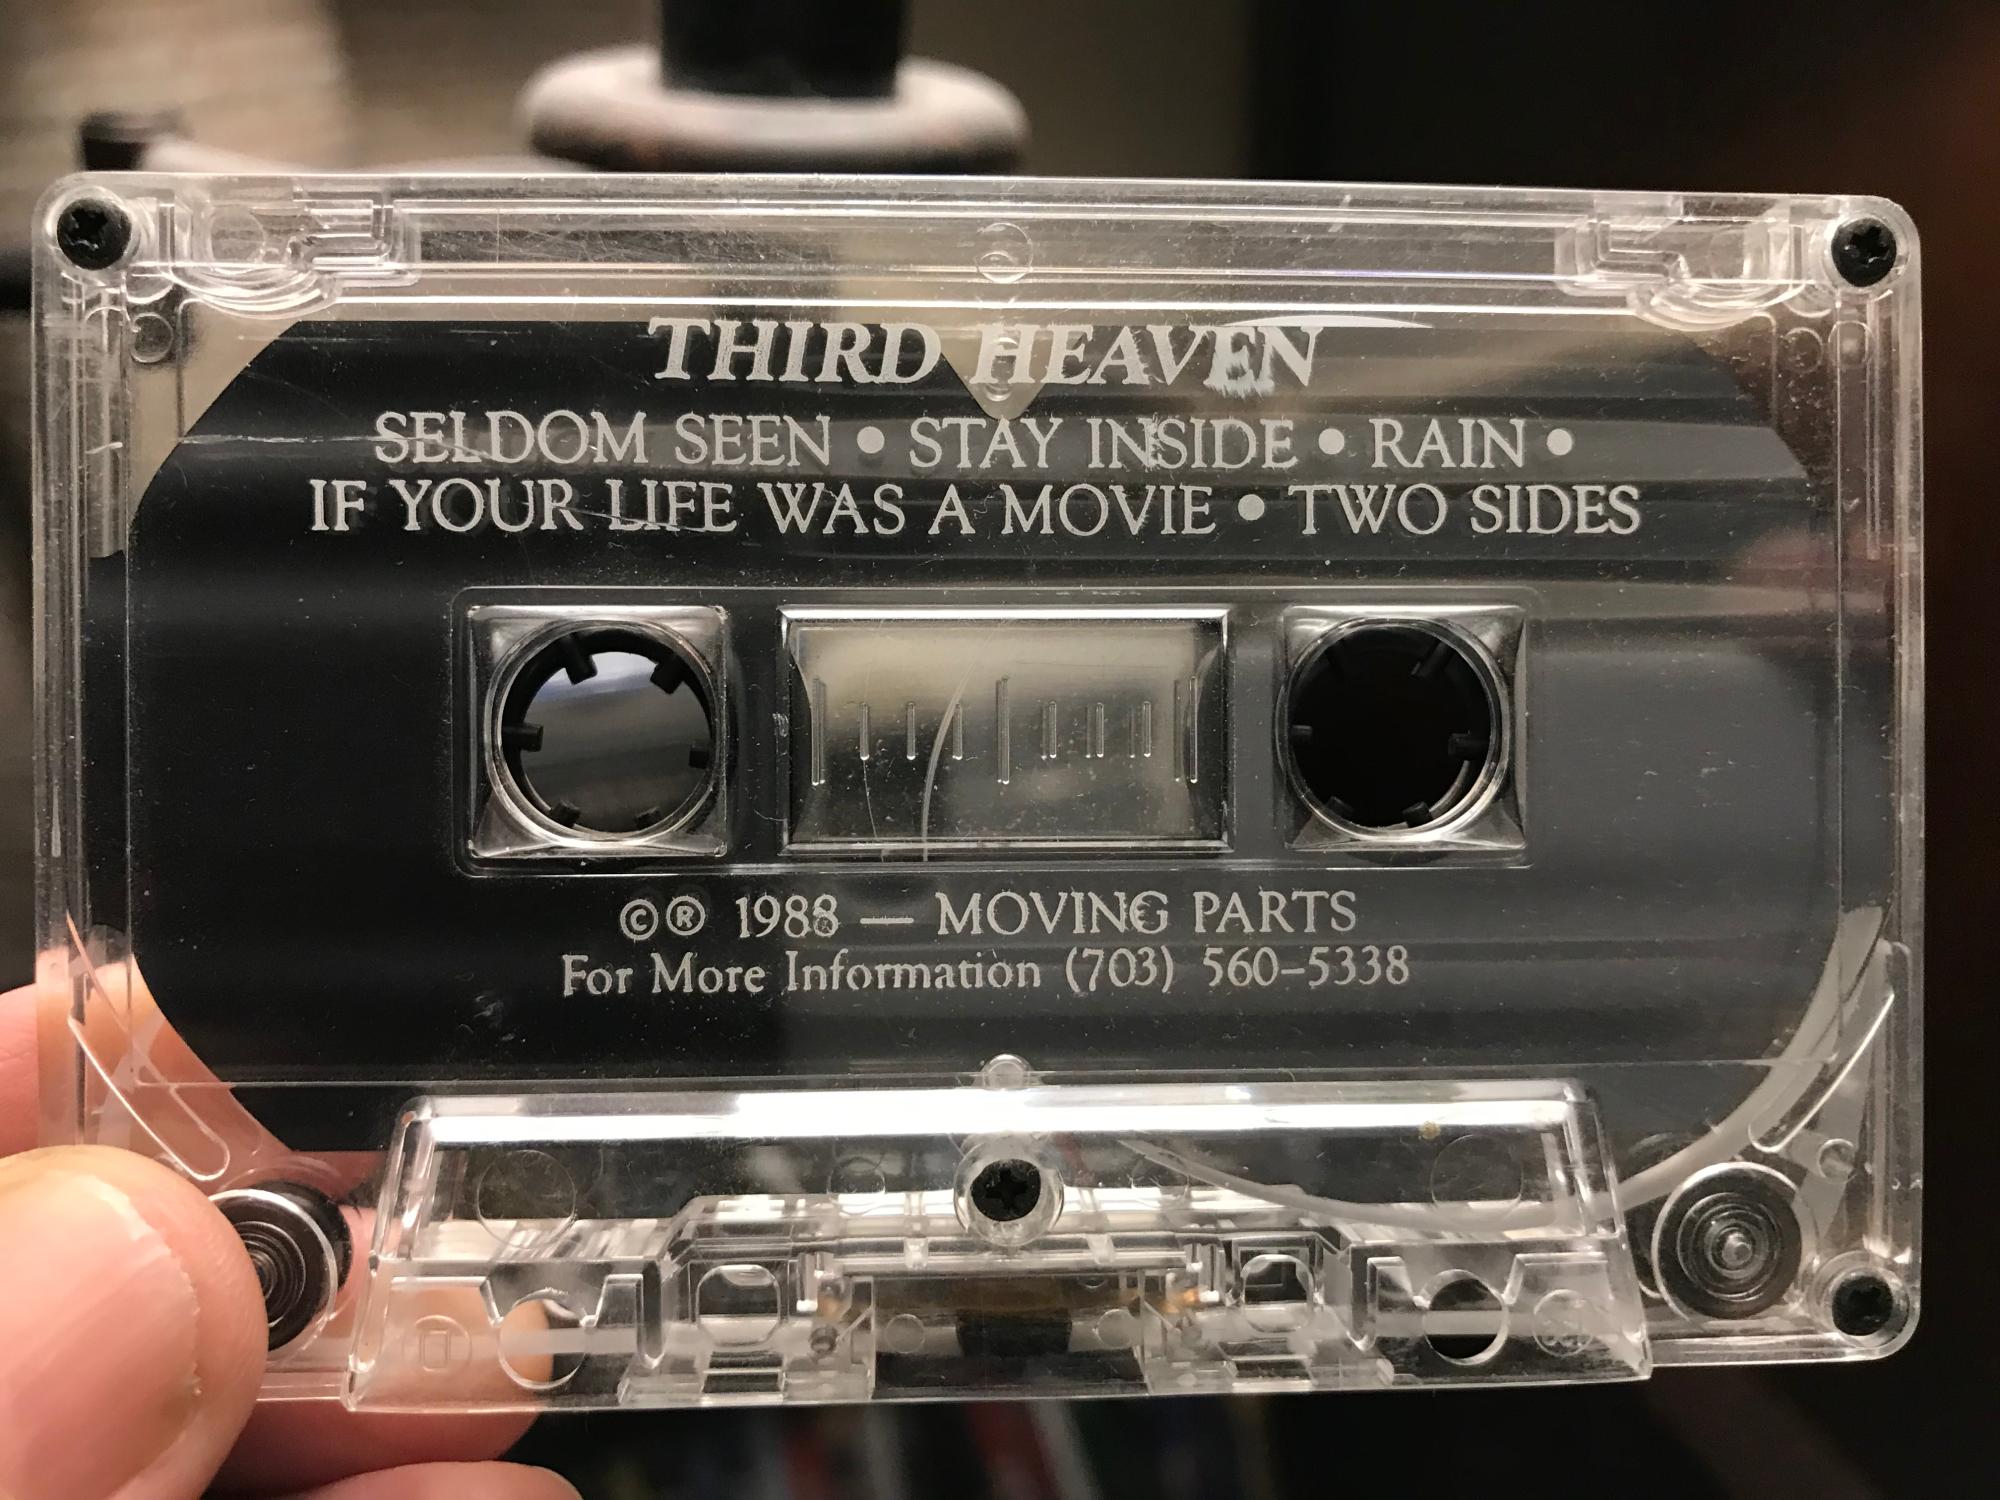 THIRD HEAVEN
SELDOM SEEN • STAY INSIDE • RAIN •
IF YOUR LIFE WAS A MOVIE • TWO SIDES
©® 1988 — MOVING PARTS
For More Information (703) 560-5338